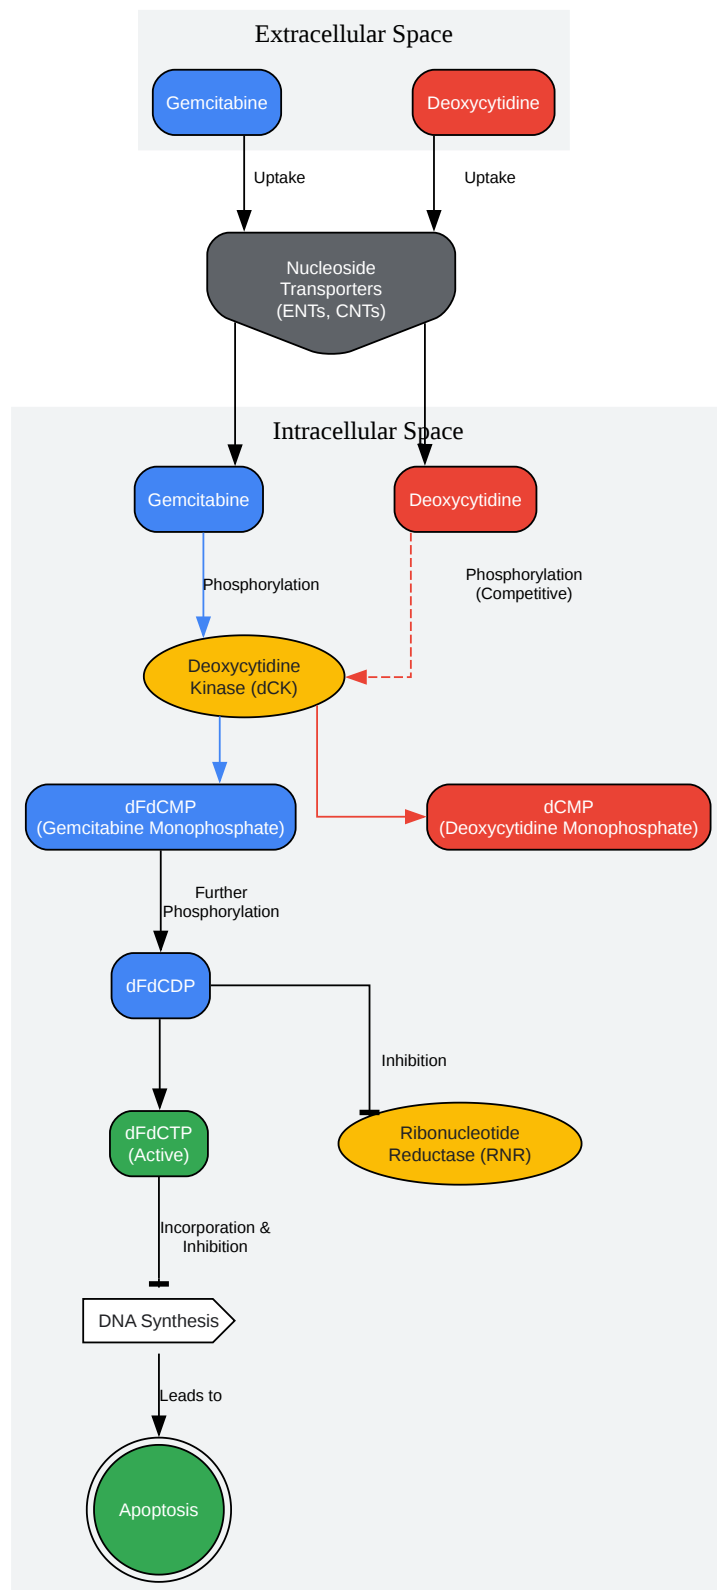 Extracellular Space
Gemcitabine
Deoxycytidine
Uptake
Uptake
Nucleoside
Transporters
(ENTs, CNTs)
Intracellular Space
Gemcitabine
Deoxycytidine
Phosphorylation
Phosphorylation
(Competitive)
Deoxycytidine
Kinase (dCK)
dFdCMP
(Gemcitabine Monophosphate)
dCMP
(Deoxycytidine Monophosphate)
Further
Phosphorylation
dFdCDP
Inhibition
dFdCTP
(Active)
Ribonucleotide
Reductase (RNR)
Incorporation &
Inhibition
DNA Synthesis
Leads to
Apoptosis